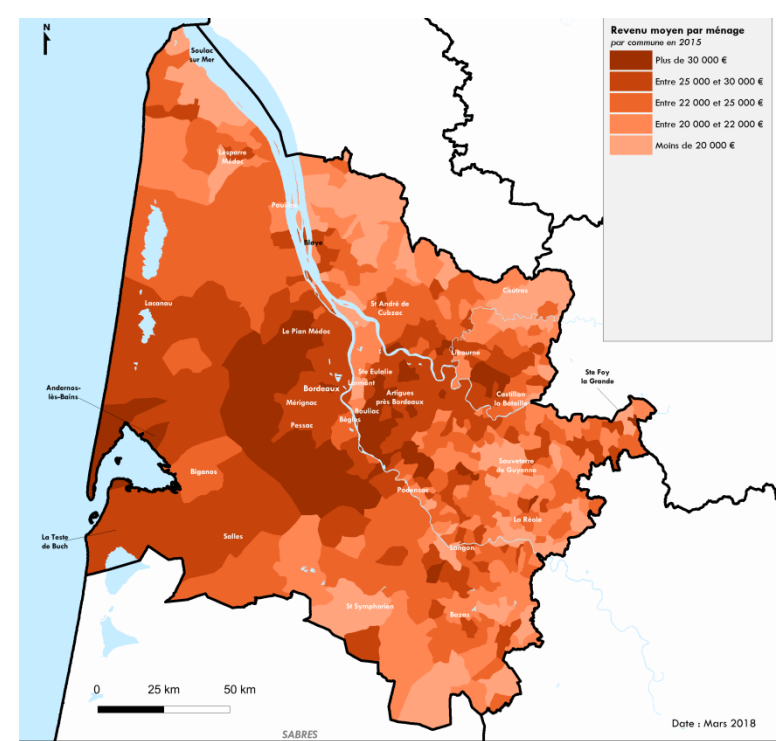 N
Revenu moyen par ménage
par commune en 2015
Plus de 30 000 €
Entre 25 000 et 30 000 €
Entre 22 000 et 25 000 €
Entre 20 000 et 22 000 €
Moins de 20 000 €
Soulac
sur Mer
Lesparre
Médoc
Pauillac
Blaye
Coutras
Lacanau
St André de
Cubzac
Le Pian Médoc
Libourne
Ste Eulalie
Ste Foy
la Grande
Andernos-
lès-Bains
Bordeaux
Lormont
Artigues
près Bordeaux
Castillon
la Bataille
Mérignac
Bouliac
Bègles
Pessac
Biganos
Sauveterre
de Guyenne
Podensac
La Réole
La Teste
de Buch
Salles
Langon
St Symphorien
Bazas
0 25 km 50 km
Date : Mars 2018
SABRES